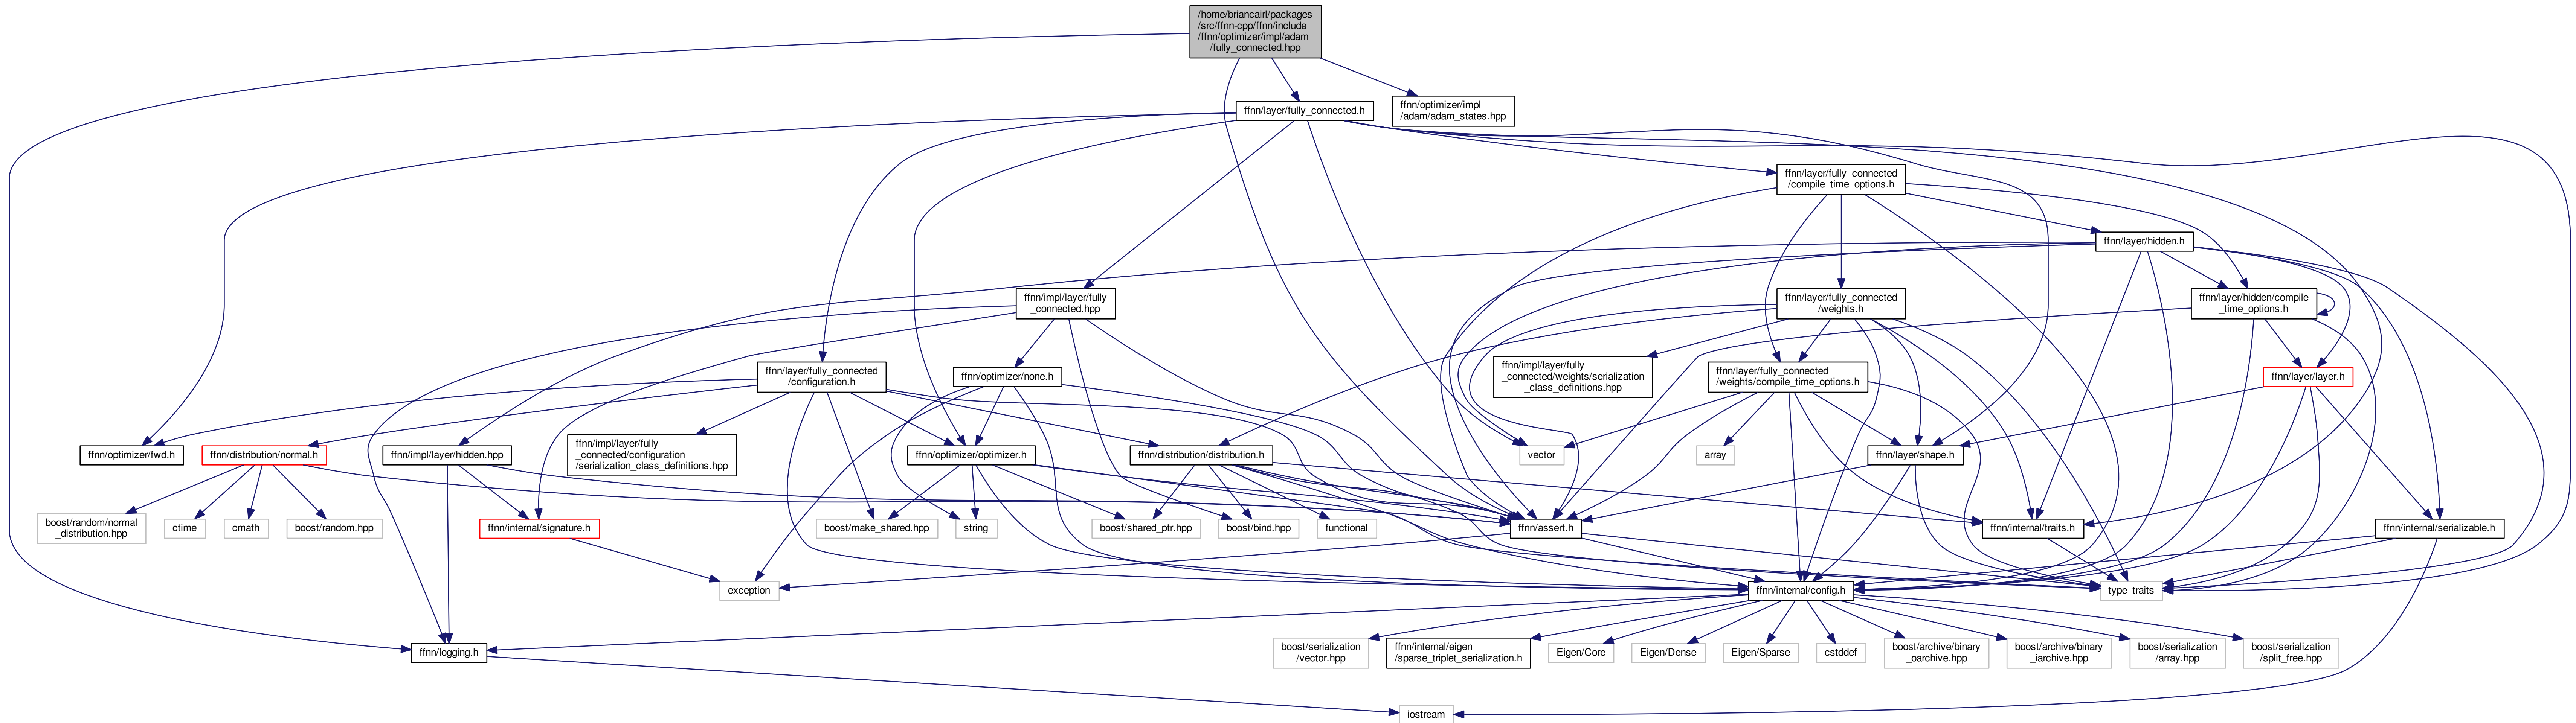 /home/briancairl/packages
/src/ffnn-cpp/ffnn/include
/ffnn/optimizer/impl/adam
/fully_connected.hpp
ffnn/layer/fully_connected.h
ffnn/optimizer/impl
/adam/adam_states.hpp
ffnn/layer/fully_connected
/compile_time_options.h
ffnn/layer/hidden.h
ffnn/impl/layer/fully
_connected.hpp
ffnn/layer/fully_connected
/weights.h
ffnn/layer/hidden/compile
_time_options.h
ffnn/layer/fully_connected
/configuration.h
ffnn/optimizer/none.h
ffnn/impl/layer/fully
_connected/weights/serialization
_class_definitions.hpp
ffnn/layer/fully_connected
/weights/compile_time_options.h
ffnn/layer/layer.h
ffnn/optimizer/fwd.h
ffnn/distribution/normal.h
ffnn/impl/layer/hidden.hpp
ffnn/impl/layer/fully
_connected/configuration
/serialization_class_definitions.hpp
ffnn/optimizer/optimizer.h
ffnn/distribution/distribution.h
vector
array
ffnn/layer/shape.h
boost/random/normal
_distribution.hpp
ctime
cmath
boost/random.hpp
ffnn/internal/signature.h
boost/make_shared.hpp
string
boost/shared_ptr.hpp
boost/bind.hpp
functional
ffnn/assert.h
ffnn/internal/traits.h
ffnn/internal/serializable.h
exception
ffnn/internal/config.h
type_traits
ffnn/logging.h
boost/serialization
/vector.hpp
ffnn/internal/eigen
/sparse_triplet_serialization.h
Eigen/Core
Eigen/Dense
Eigen/Sparse
cstddef
boost/archive/binary
_oarchive.hpp
boost/archive/binary
_iarchive.hpp
boost/serialization
/array.hpp
boost/serialization
/split_free.hpp
iostream